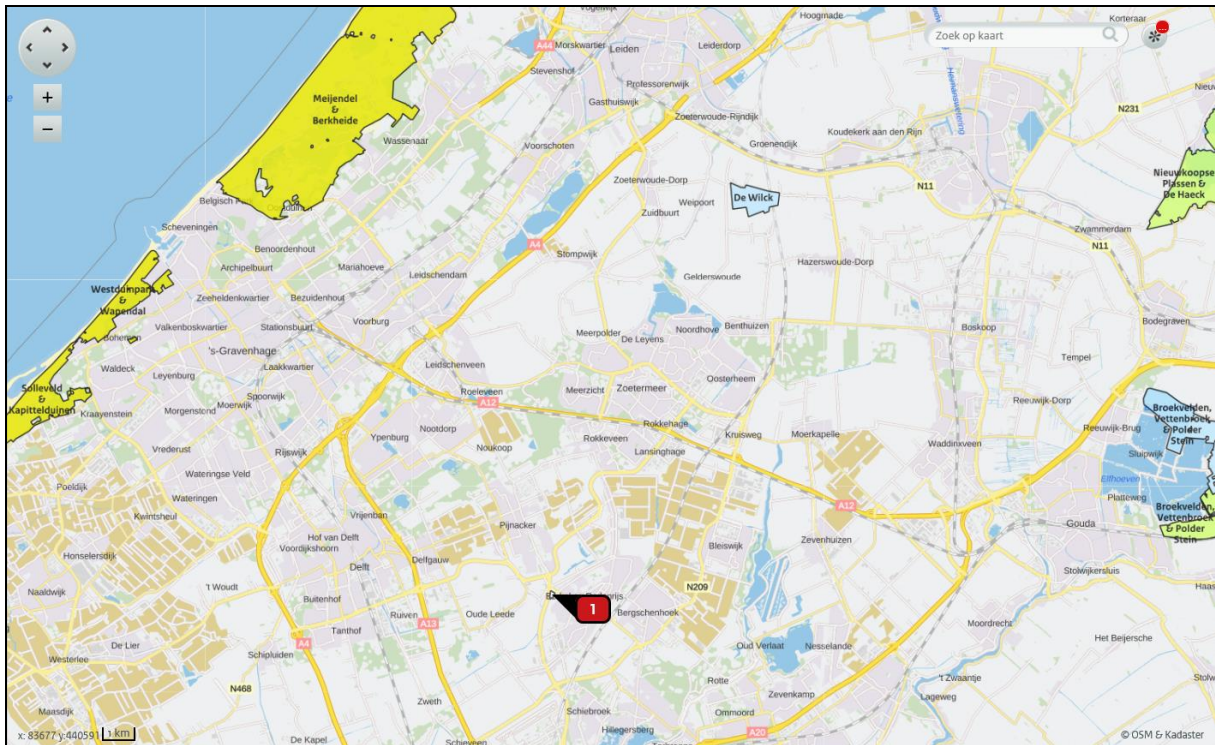 Vogelwijk
Hoogmade
Korteraar
Zoek op kaart
A44
Morskwartier
Leiden
Leiderdorp
Stevenshof
Professorenwijk
Heimanswetering
Meijendel
&
Berkheide
Gasthuiswijk
N231
Zoeterwoude-Rijndijk
Koudekerk aan den Rijn
Wassenaar
Voorschoten
Groenendijk
Nieuwkoopse
Plassen &
De Haeck
Zoeterwoude-Dorp
N11
De Wilck
Weipoort
Zuidbuurt
Scheveningen
Zwammerdam
N11
Benoordenhout
A4
Stompwijk
Hazerswoude-Dorp
Archipelbuurt
Mariahoeve
Leidschendam
Gelderswoude
Westduinpark
&
Wapendal
Zeeheldenkwartier
Bezuidenhout
Bodegraven
Voorburg
Valkenboskwartier
Stationsbuurt
Meerpolder
De Leyens
Noordhove
Benthuizen
Boskoop
Bohemen
's-Gravenhage
Tempel
Waldeck
Leyenburg
Laakkwartier
Leidschenveen
Oosterheem
Solleveld
&
Kapittelduinen
Roeleveen
A12
Meerzicht
Zoetermeer
Spoorwijk
Moerwijk
Morgenstond
Kraayenstein
Reeuwijk-Dorp
Broekvelden,
Vettenbroek
& Polder
Stein
Nootdorp
Ypenburg
Rokkehage
Reeuwijk-Brug
Rokkeveen
Kruisweg
Moerkapelle
Waddinxveen
Noukoop
Vrederust
Rijswijk
Lansinghage
Sluipwijk
Wateringse Veld
Poeldijk
Elfhoeven
Wateringen
Platteweg
A12
Kwintsheul
Vrijenban
Pijnacker
Gouda
Broekvelden,
Vettenbroek
& Polder
Stein
Hof van Delft
Voordijkshoorn
Bleiswijk
Zevenhuizen
Honselersdijk
Delft
Delfgauw
Stolwijkersluis
't Woudt
N209
Naaldwijk
Buitenhof
1
Oude Leede
Ruiven
Bergschenhoek
A13
Moordrecht
Tanthof
Het Beijersche
De Lier
A4
Oud Verlaat
Nesselande
Westerlee
Schipluiden
't Zwaantje
N468
Rotte
Zevenkamp
Lageweg
Zweth
Maasdijk
Schiebroek
Ommoord
x: 83677 y:440591
1 km
De Kapel
Schieveen
Hillegersberg
A20
© OSM & Kadaster